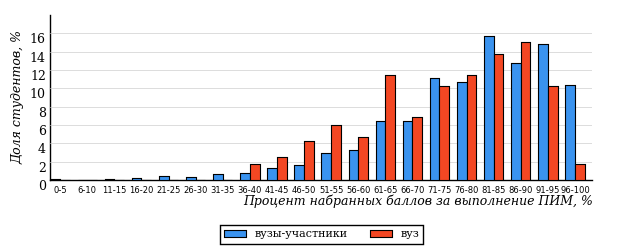 Доля студентов, %
16
14
12
10
8
6
4
2
0
0-5 6-10 11-15 16-20 21-25 26-30 31-35 36-40 41-45 46-50 51-55 56-60 61-65 66-70 71-75 76-80 81-85 86-90 91-95 96-100
Процент набранных баллов за выполнение ПИМ, %
вузы-участники вуз